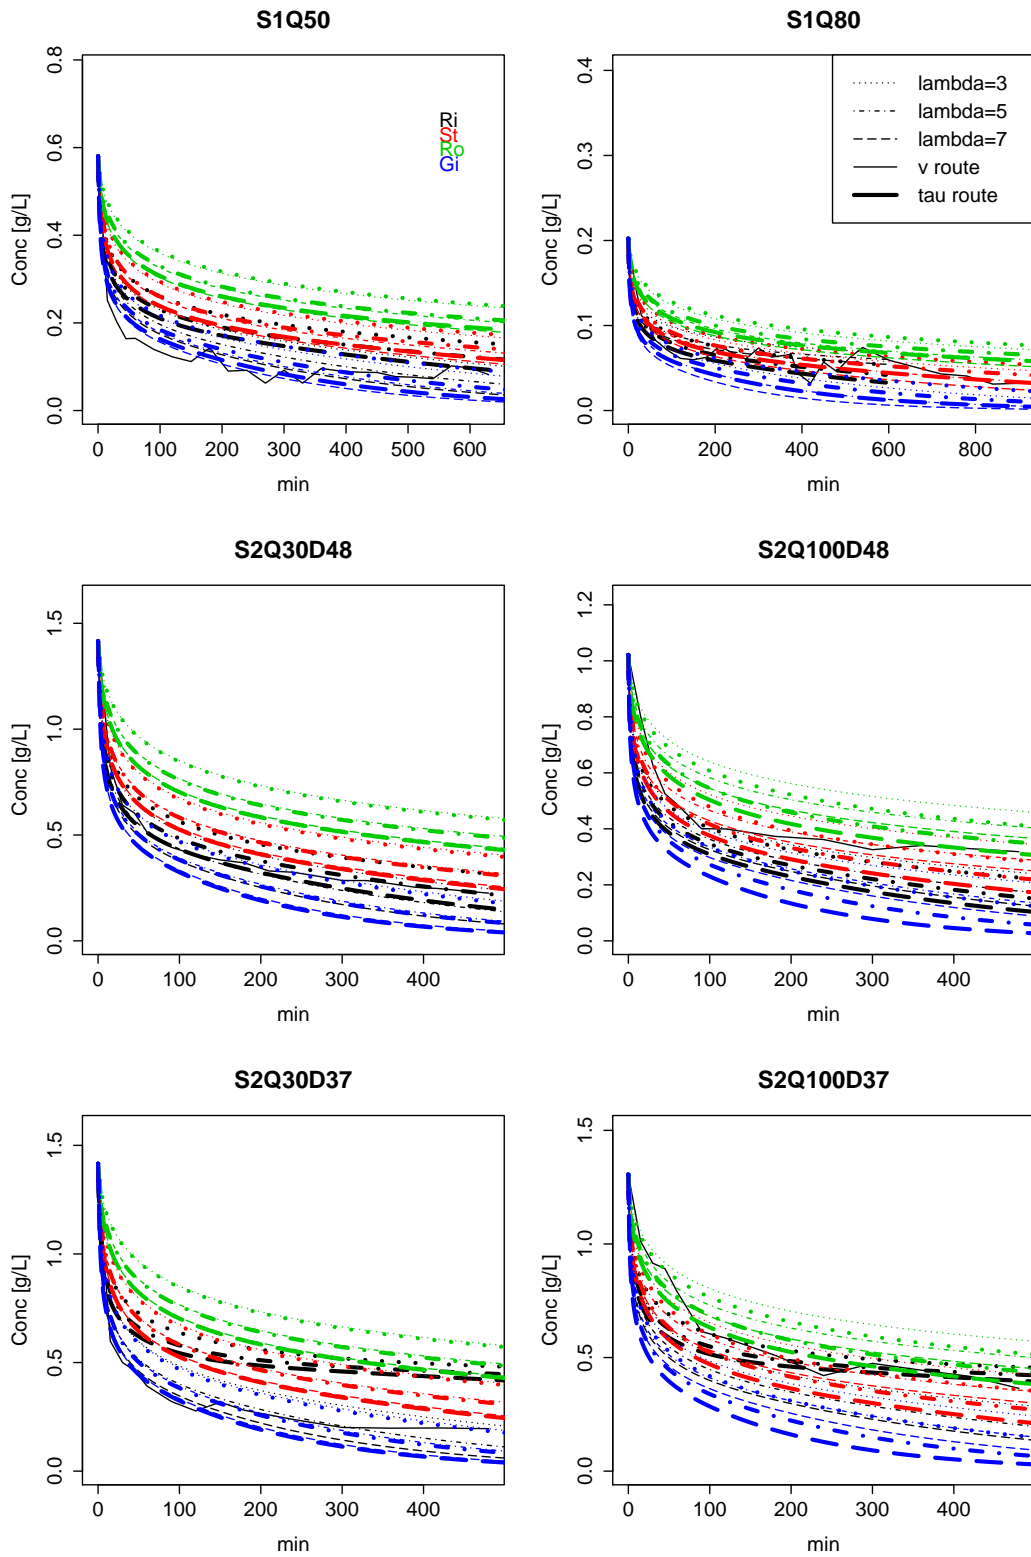 S1Q50
0.8
0.6
0.4
0.2
0.0
Conc [g/L]
Ri
St
Ro
Gi
0 100 200 300 400 500 600
min
S1Q80
0.4
0.3
0.2
0.1
0.0
Conc [g/L]
lambda=3
lambda=5
lambda=7
v route
tau route
0 200 400 600 800
min
S2Q30D48
1.5
1.0
0.5
0.0
Conc [g/L]
0 100 200 300 400
min
S2Q100D48
1.2
1.0
0.8
0.6
0.4
0.2
0.0
Conc [g/L]
0 100 200 300 400
min
S2Q30D37
1.5
1.0
0.5
0.0
Conc [g/L]
0 100 200 300 400
min
S2Q100D37
1.5
1.0
0.5
0.0
Conc [g/L]
0 100 200 300 400
min